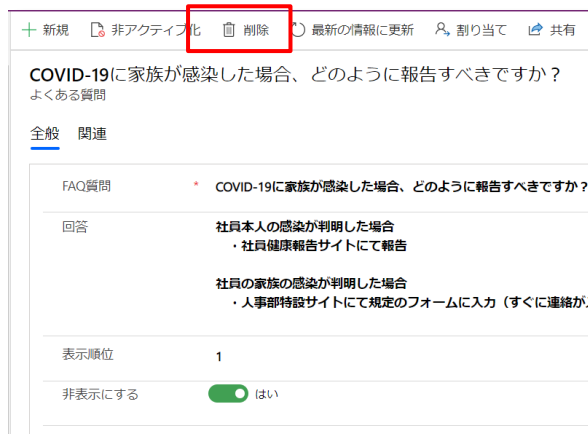 新規 非アクティブ化 削除 最新の情報に更新 割り当て 共有
COVID-19に家族が感染した場合、どのように報告すべきですか？
よくある質問
全般 関連
FAQ質問 * COVID-19に家族が感染した場合、どのように報告すべきですか？
回答 社員本人の感染が判明した場合
・社員健康報告サイトにて報告
社員の家族の感染が判明した場合
・人事部特設サイトにて規定のフォームに入力（すぐに連絡が
表示順位 1
非表示にする はい